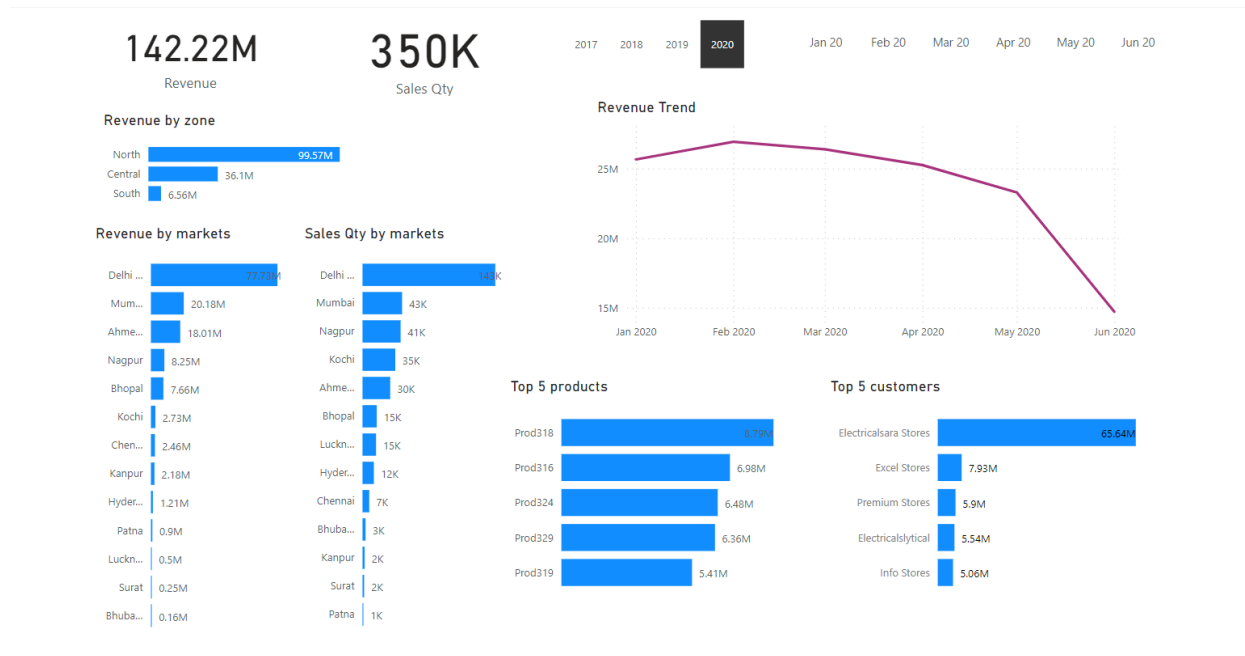 142.22M
Revenue
350K
Sales Qty
2017 2018 2019 2020
Jan 20 Feb 20 Mar 20 Apr 20 May 20 Jun 20
Revenue by zone
North 99.57M
Central 36.1M
South 6.56M
Revenue Trend
25M
20M
15M
Jan 2020 Feb 2020 Mar 2020 Apr 2020 May 2020 Jun 2020
Revenue by markets
Delhi ... 77.73M
Mum... 20.18M
Ahme... 18.01M
Nagpur 8.25M
Bhopal 7.66M
Kochi 2.73M
Chen... 2.46M
Kanpur 2.18M
Hyder... 1.21M
Patna 0.9M
Luckn... 0.5M
Surat 0.25M
Bhuba... 0.16M
Sales Qty by markets
Delhi ...
Mumbai 43K
Nagpur 41K
Kochi 35K
Ahme... 30K
Bhopal 15K
Luckn... 15K
Hyder... 12K
Chennai 7K
Bhuba... 3K
Kanpur 2K
Surat 2K
Patna 1K
Top 5 products
Prod318 8.79M
Prod316 6.98M
Prod324 6.48M
Prod329 6.36M
Prod319 5.41M
Top 5 customers
Electricalsara Stores 65.64M
Excel Stores 7.93M
Premium Stores 5.9M
Electricalslytical 5.54M
Info Stores 5.06M